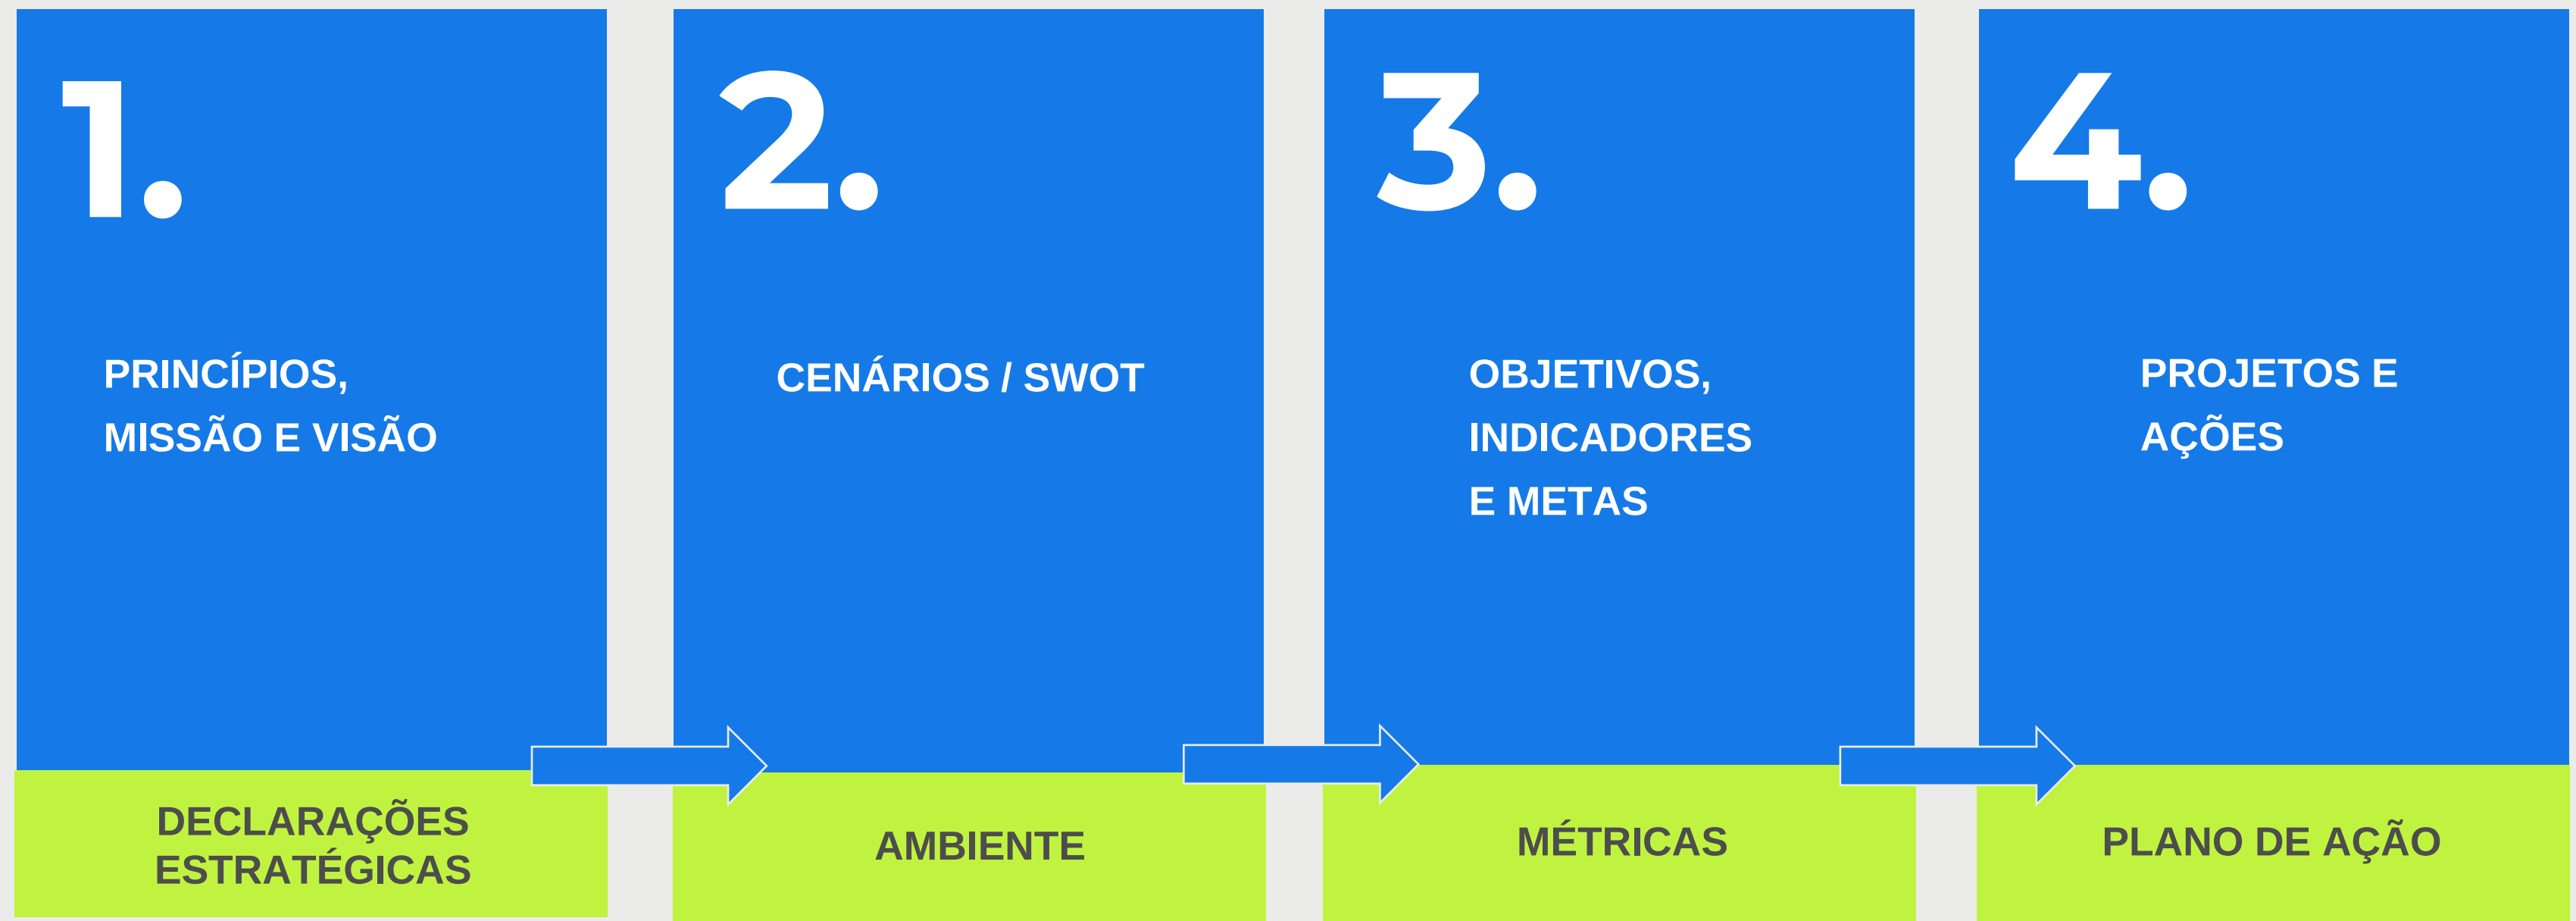 1.
PRINCÍPIOS,
MISSÃO E VISÃO
DECLARAÇÕES
ESTRATÉGICAS
2.
CENÁRIOS / SWOT
AMBIENTE
3.
OBJETIVOS,
INDICADORES
E METAS
MÉTRICAS
4.
PROJETOS E
AÇÕES
PLANO DE AÇÃO